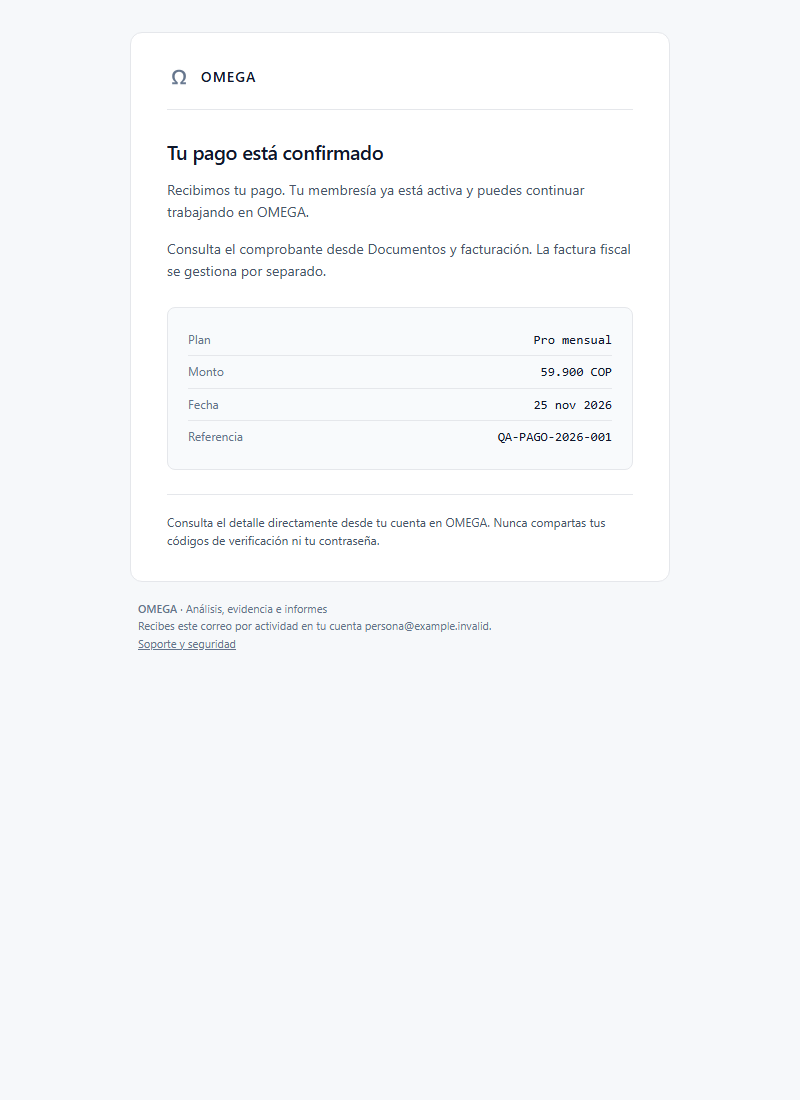 Ω OMEGA
Tu pago está confirmado
Recibimos tu pago. Tu membresía ya está activa y puedes continuar
trabajando en OMEGA.
Consulta el comprobante desde Documentos y facturación. La factura fiscal
se gestiona por separado.
Plan Pro mensual
Monto 59.900 COP
Fecha 25 nov 2026
Referencia QA-PAGO-2026-001
Consulta el detalle directamente desde tu cuenta en OMEGA. Nunca compartas tus
códigos de verificación ni tu contraseña.
OMEGA · Análisis, evidencia e informes
Recibes este correo por actividad en tu cuenta persona@example.invalid.
Soporte y seguridad